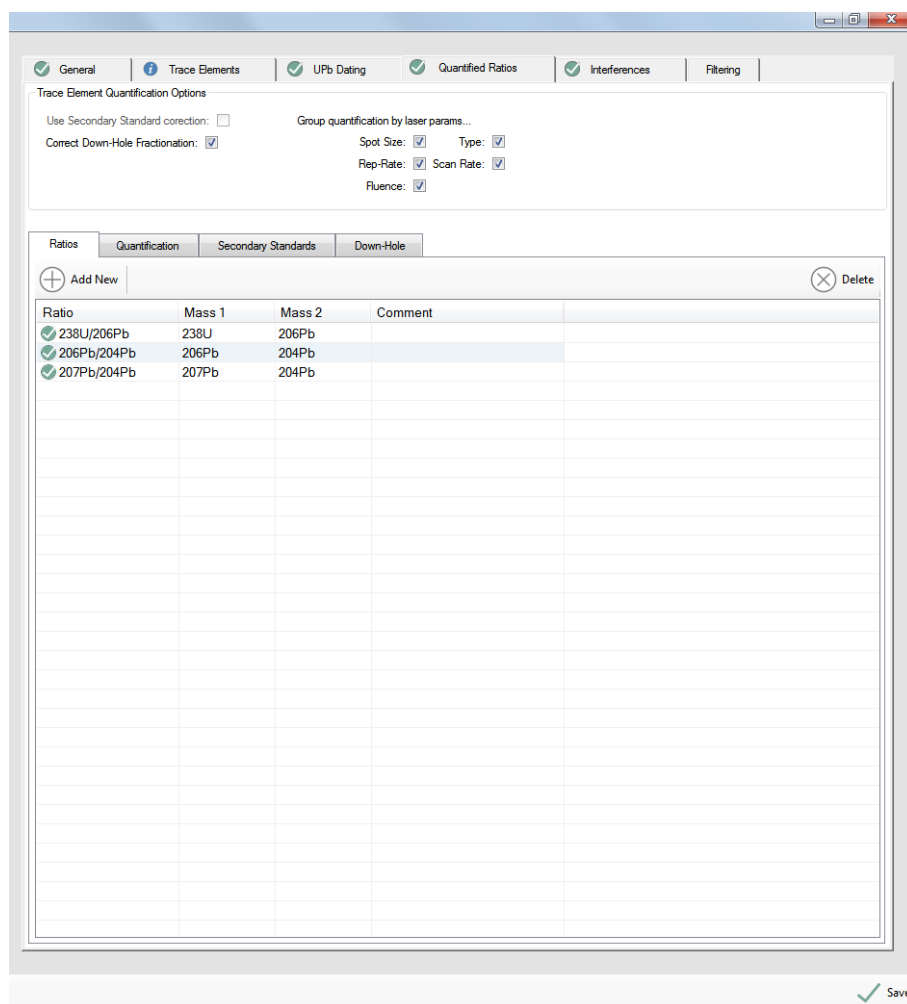 General Trace Elements UPb Dating Quantified Ratios Interferences Filtering
Trace Element Quantification Options
Use Secondary Standard corection: Group quantification by laser params...
Correct Down-Hole Fractionation: Spot Size: Type:
Rep-Rate: Scan Rate:
Fluence:
Ratios Quantification Secondary Standards Down-Hole
Add New Delete
Ratio Mass 1 Mass 2 Comment
238U/206Pb 238U 206Pb
206Pb/204Pb 206Pb 204Pb
207Pb/204Pb 207Pb 204Pb
Save